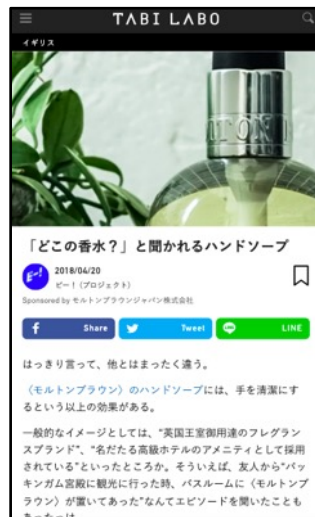 TABI LABO
イギリス
TON
「どこの香水?」と聞かれるハンドソープ
E-!
2018/04/20
ビー! (プロジェクト)
Sponsored by モルトンブラウンジャパン株式会社
Share
Tweet
LINE
はっきり言って、他とはまったく違う。
〈モルトンブラウン〉のハンドソープには、手を清潔にす
るという以上の効果がある。
一般的なイメージとしては、“英国王室御用達のフレグラン
スブランド”、“名だたる高級ホテルのアメニティとして採用
されている”といったところか。そういえば、友人から“バッ
キンガム宮殿に観光に行った時、バスルームに〈モルトンブ
ラウン〉が置いてあった”なんてエピソードを聞いたことも
あったっけ